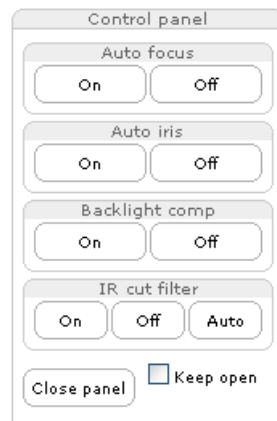 Control panel
Auto focus
On Off
Auto iris
On Off
Backlight comp
On Off
IR cut filter
On Off Auto
Close panel Keep open